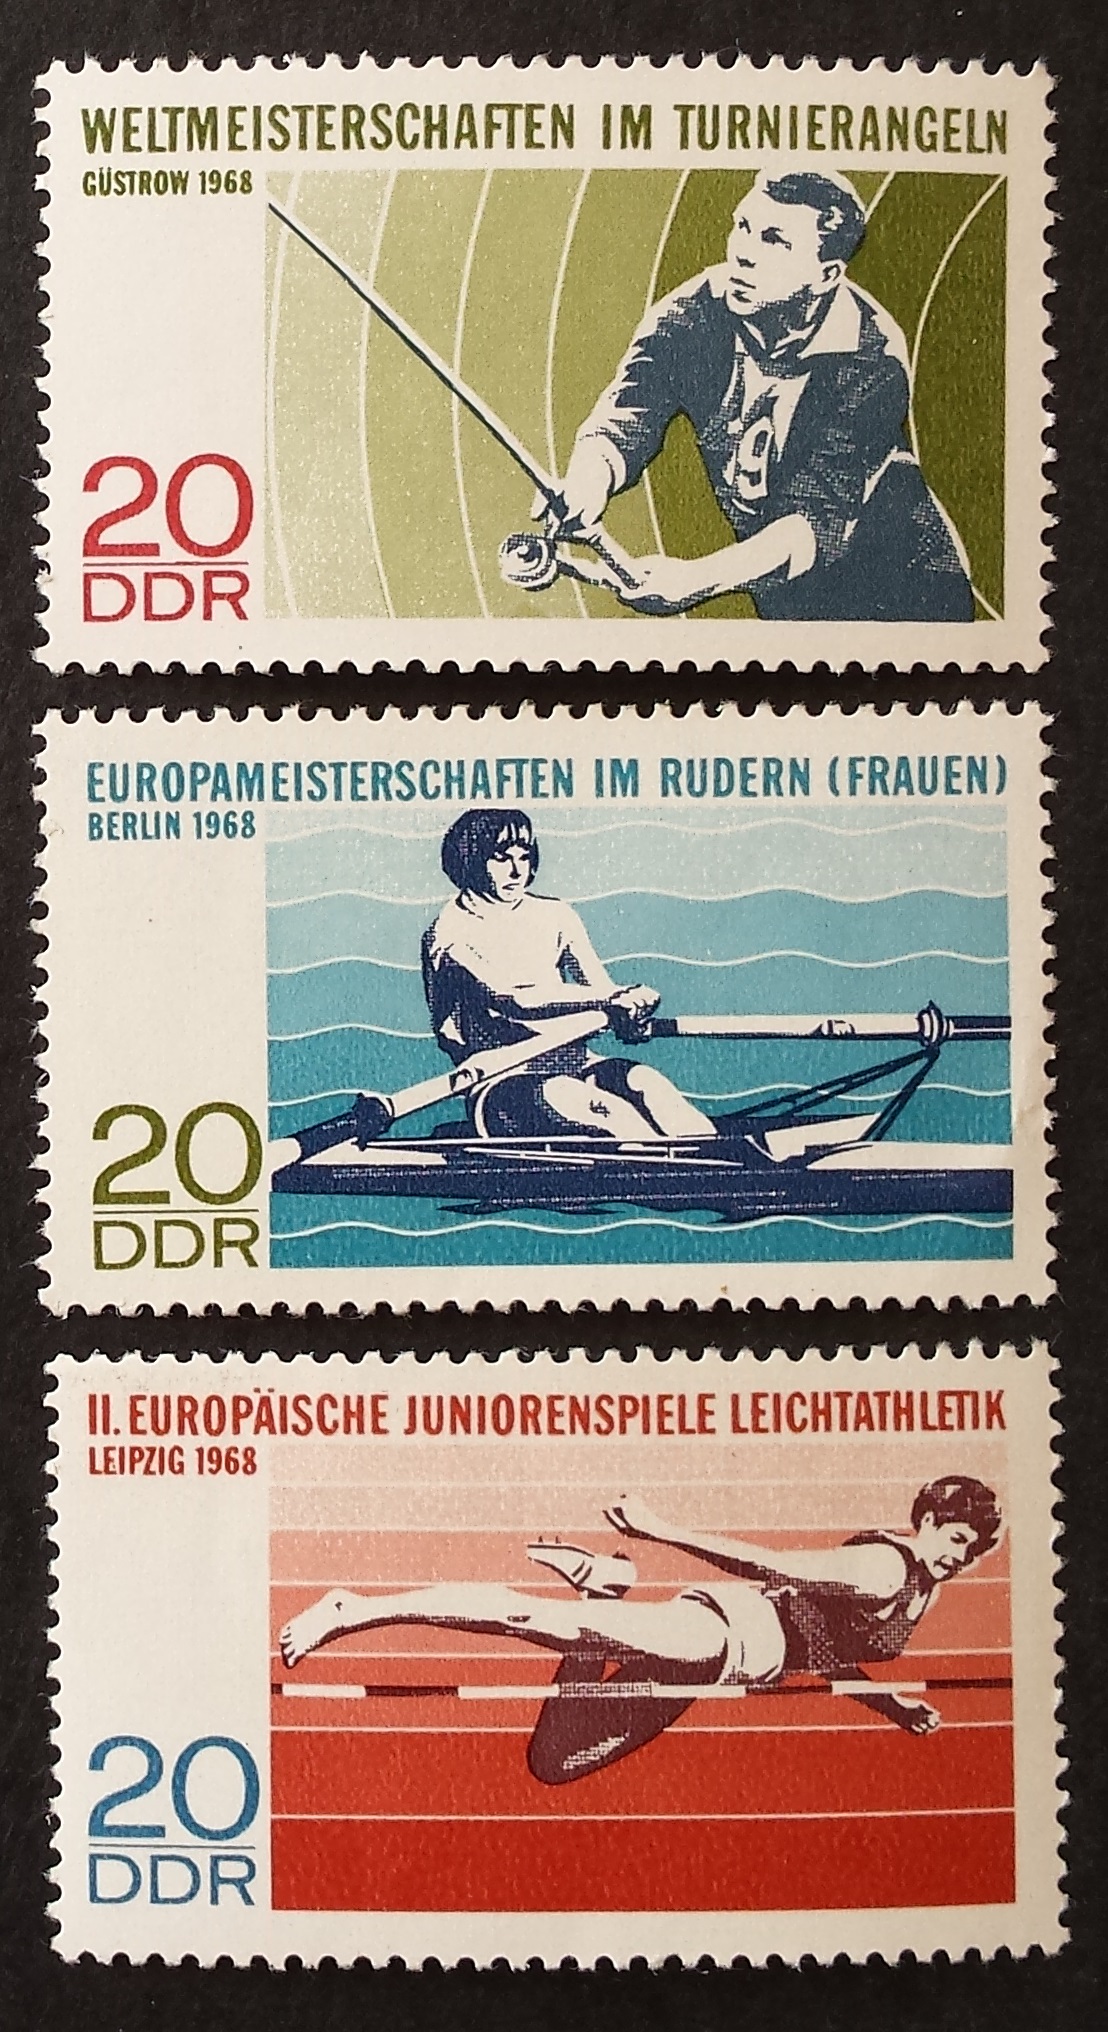 WELTMEISTERSCHAFTEN IM TURNIERANGELN
GÜSTROW 1968
9
20
DDR
EUROPAMEISTERSCHAFTEN IM RUDERN (FRAUEN)
BERLIN 1968
20
DDR
II. EUROPÄISCHE JUNIORENSPIELE LEICHTATHLETIK
LEIPZIG 1968
20
DDR